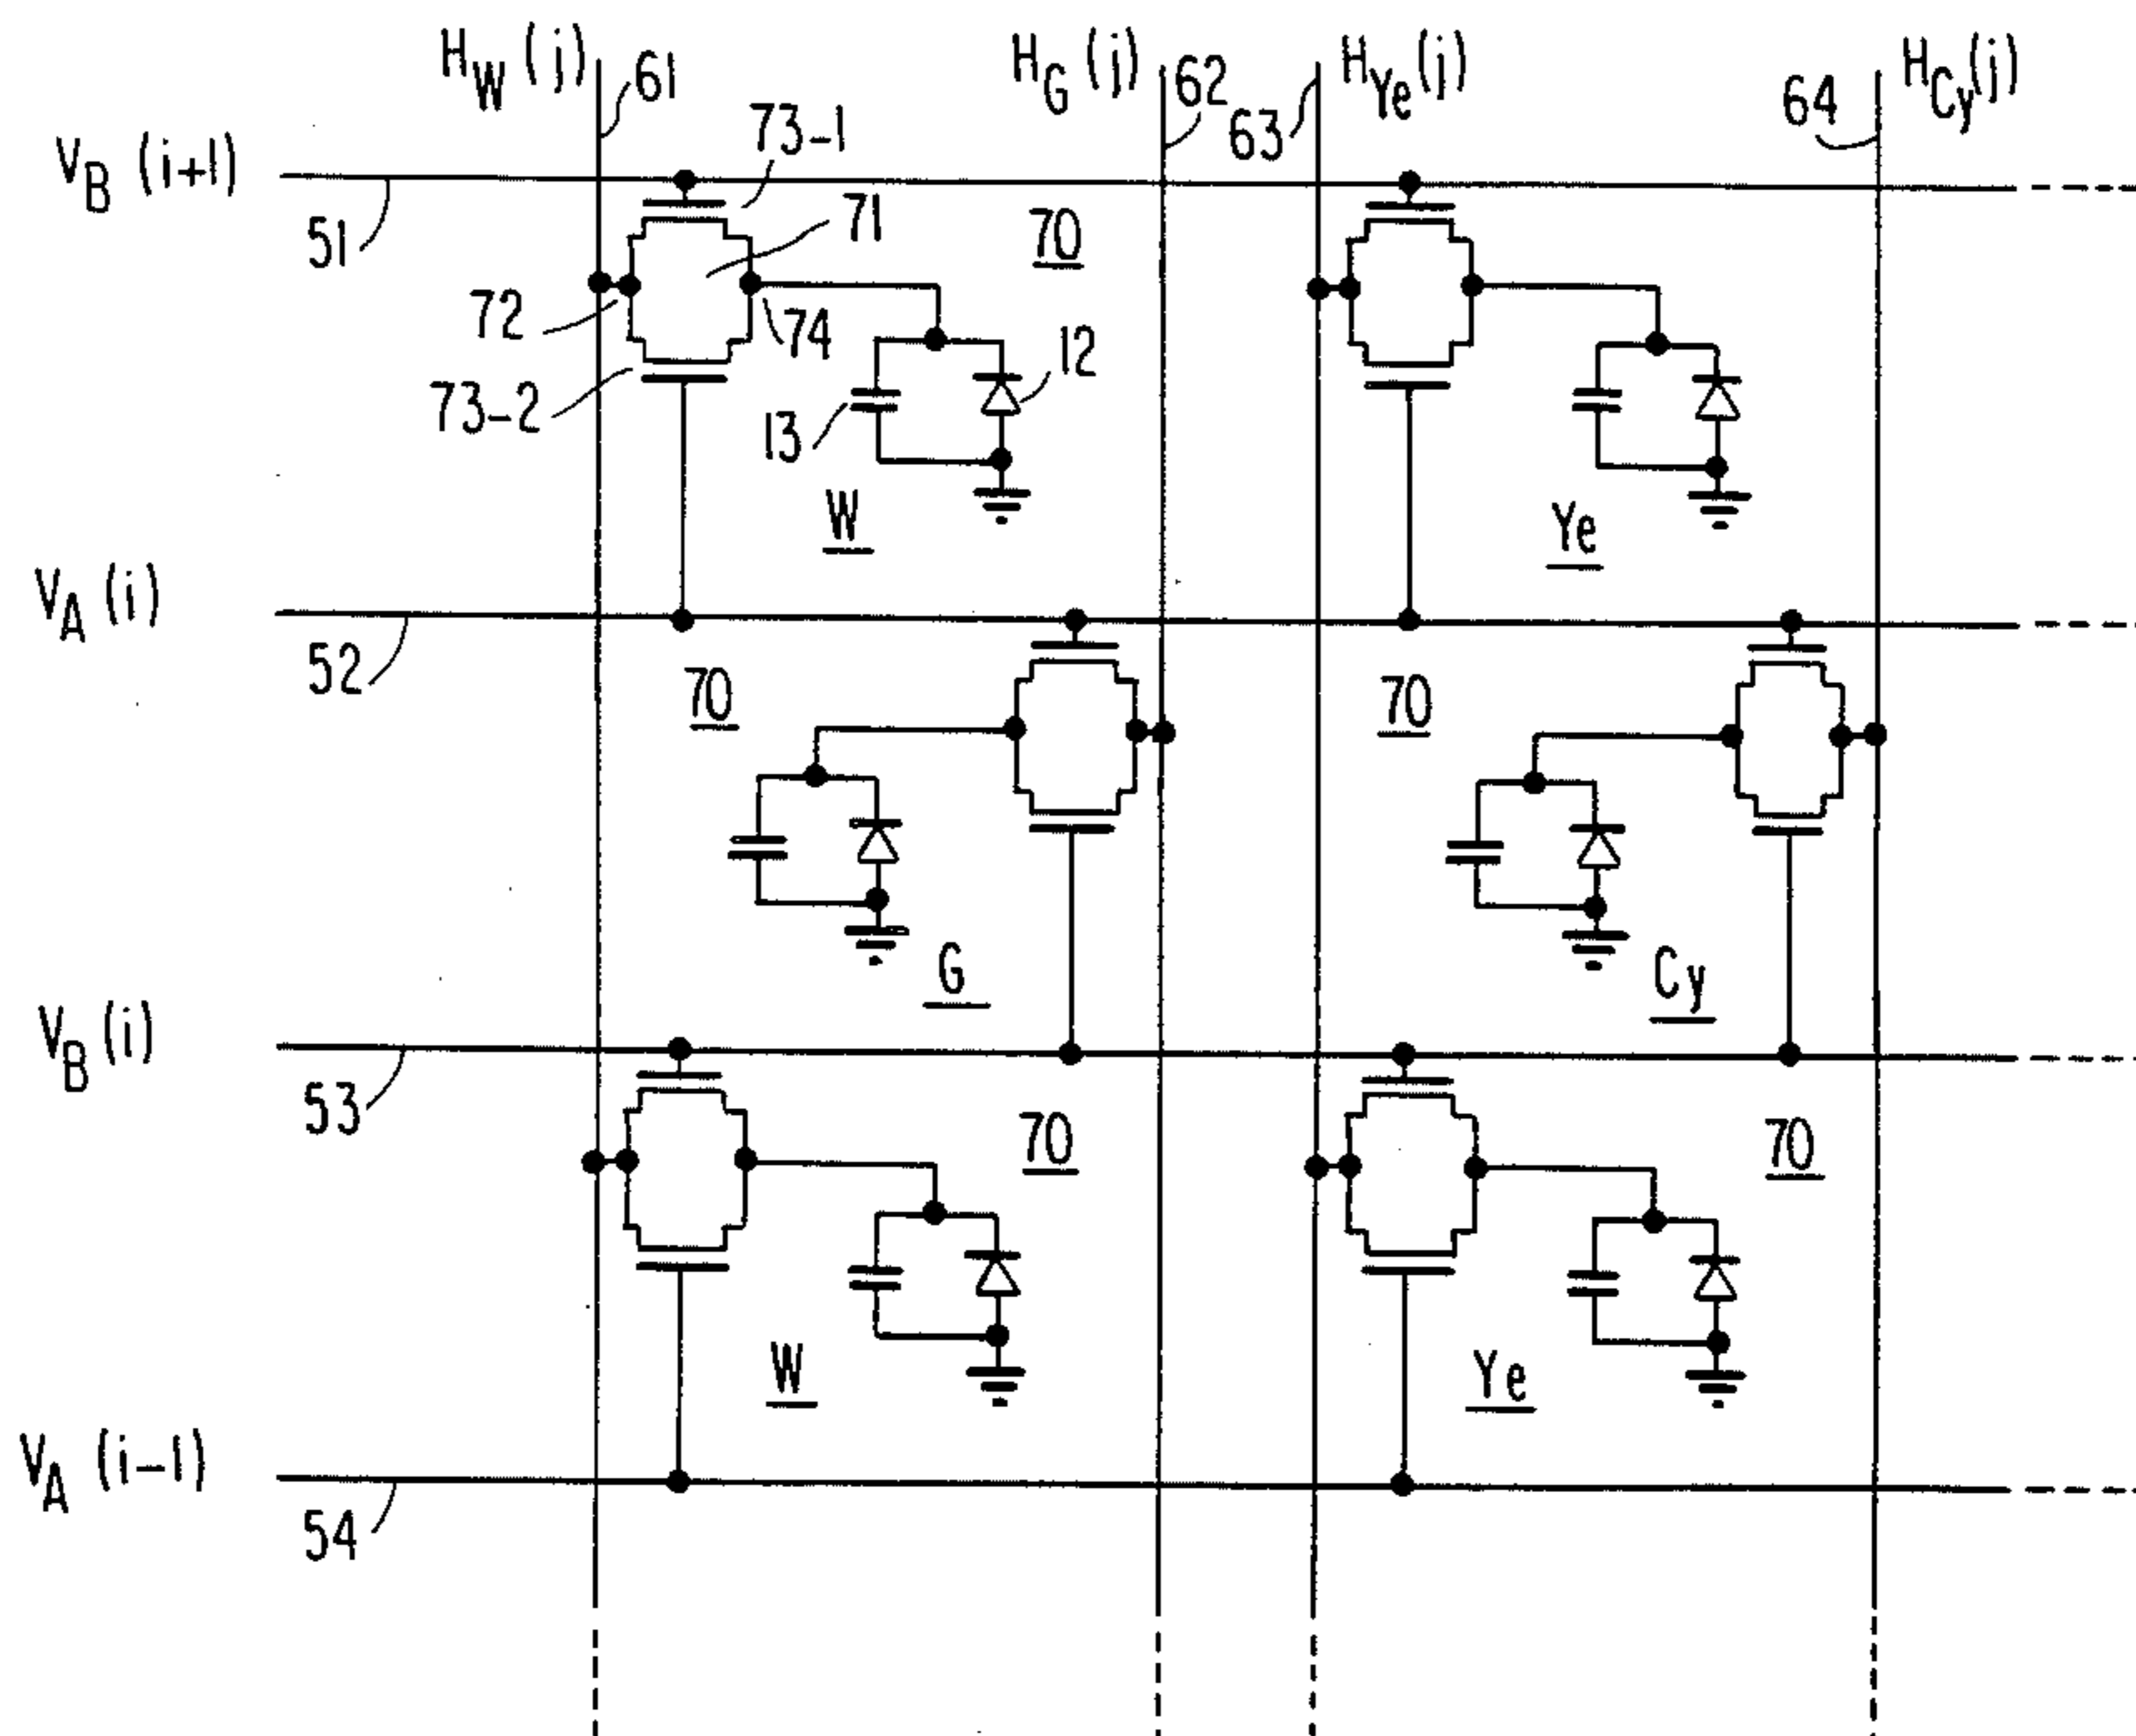 H_W (j)
61
H_G (j)
62
63
H_Ye (j)
64
H_Cy (j)
V_B (i+1)
51
73-1
71
70
72
74
73-2
13
12
W
Ye
V_A (i)
52
70
70
G
Cy
V_B (i)
53
70
70
W
Ye
V_A (i-1)
54